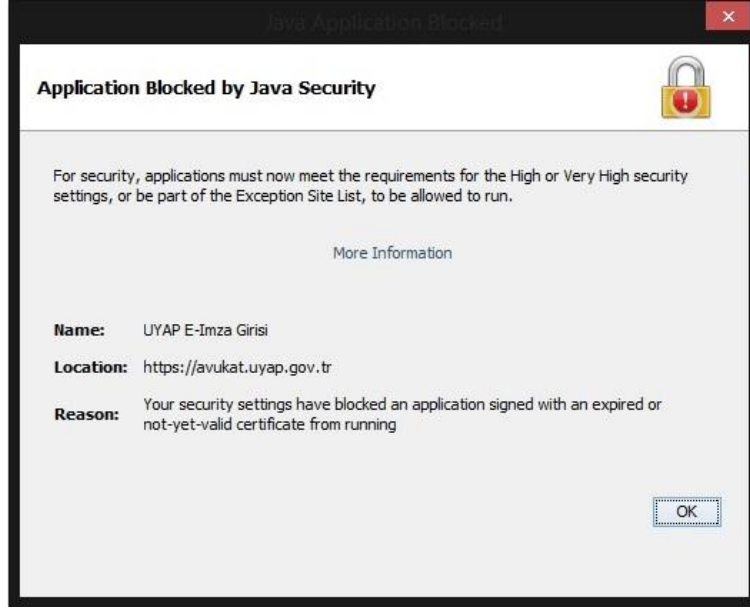 Java Application Blocked
Application Blocked by Java Security
For security, applications must now meet the requirements for the High or Very High security
settings, or be part of the Exception Site List, to be allowed to run.
More Information
Name: UYAP E-Imza Girisi
Location: https://avukat.uyap.gov.tr
Reason: Your security settings have blocked an application signed with an expired or
not-yet-valid certificate from running
OK